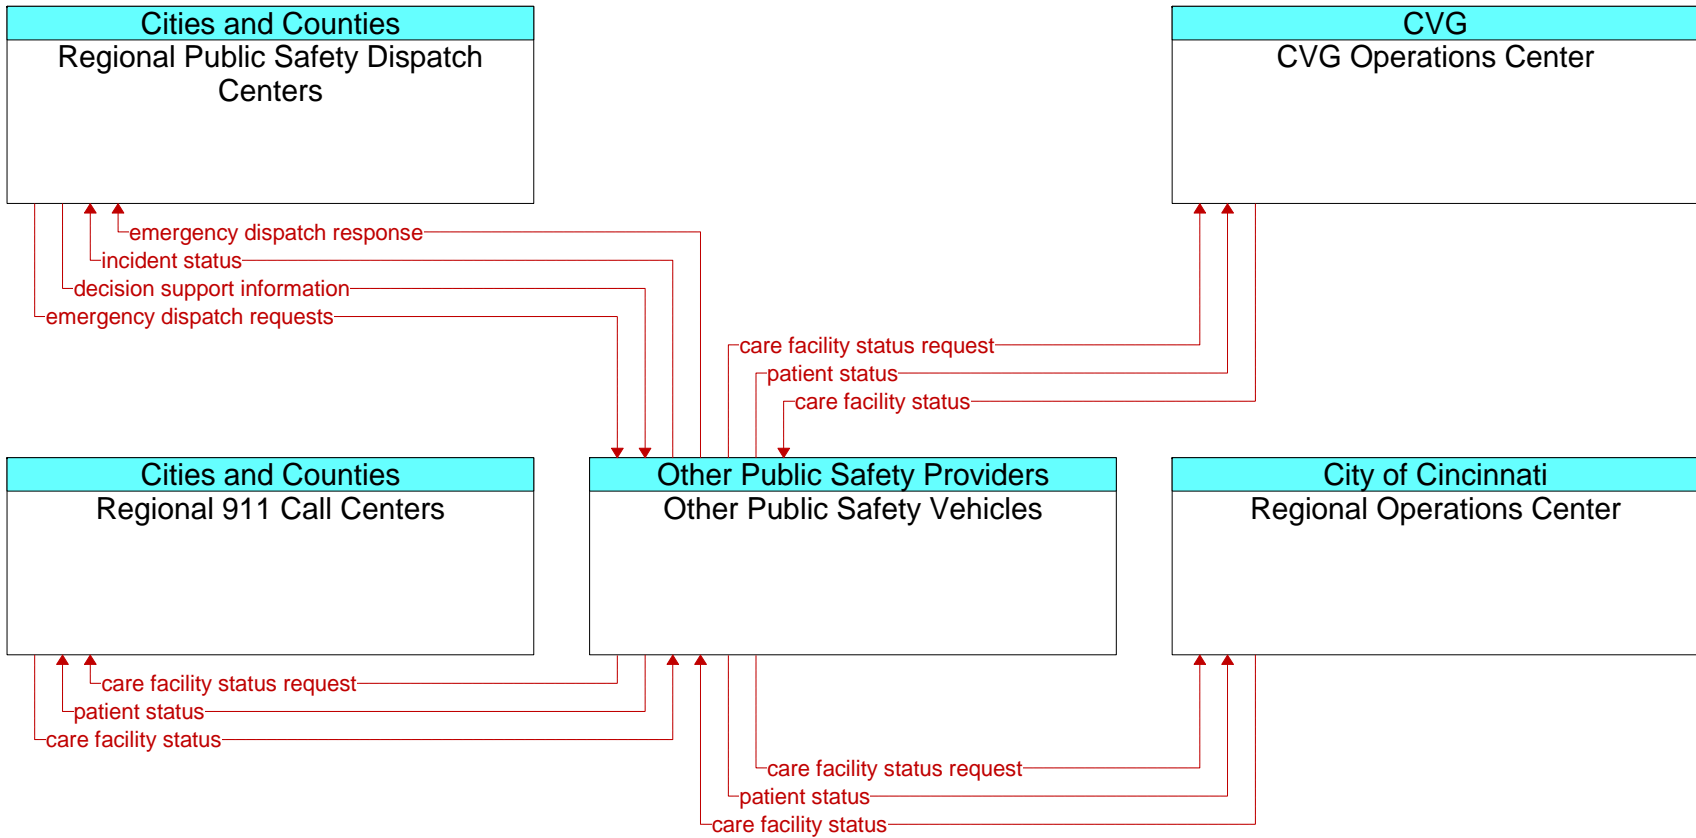 Cities and Counties
Regional Public Safety Dispatch
Centers
CVG
CVG Operations Center
emergency dispatch response
incident status
decision support information
emergency dispatch requests
care facility status request
patient status
care facility status
Cities and Counties
Regional 911 Call Centers
Other Public Safety Providers
Other Public Safety Vehicles
City of Cincinnati
Regional Operations Center
care facility status request
patient status
care facility status
care facility status request
patient status
care facility status